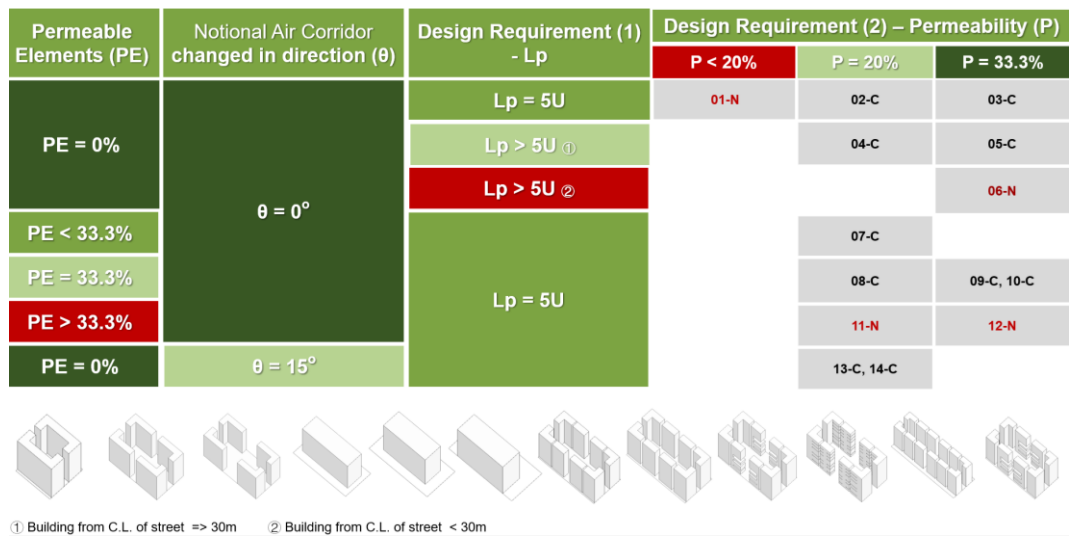 Permeable
Elements (PE)
Notional Air Corridor
changed in direction (θ)
Design Requirement (1)
- Lp
Design Requirement (2) – Permeability (P)
P < 20%
P = 20%
P = 33.3%
PE = 0%
θ = 0°
Lp = 5U
01-N
02-C
03-C
Lp > 5U ①
04-C
05-C
Lp > 5U ②
06-N
PE < 33.3%
Lp = 5U
07-C
PE = 33.3%
08-C
09-C, 10-C
PE > 33.3%
11-N
12-N
PE = 0%
θ = 15°
13-C, 14-C
① Building from C.L. of street => 30m
② Building from C.L. of street < 30m